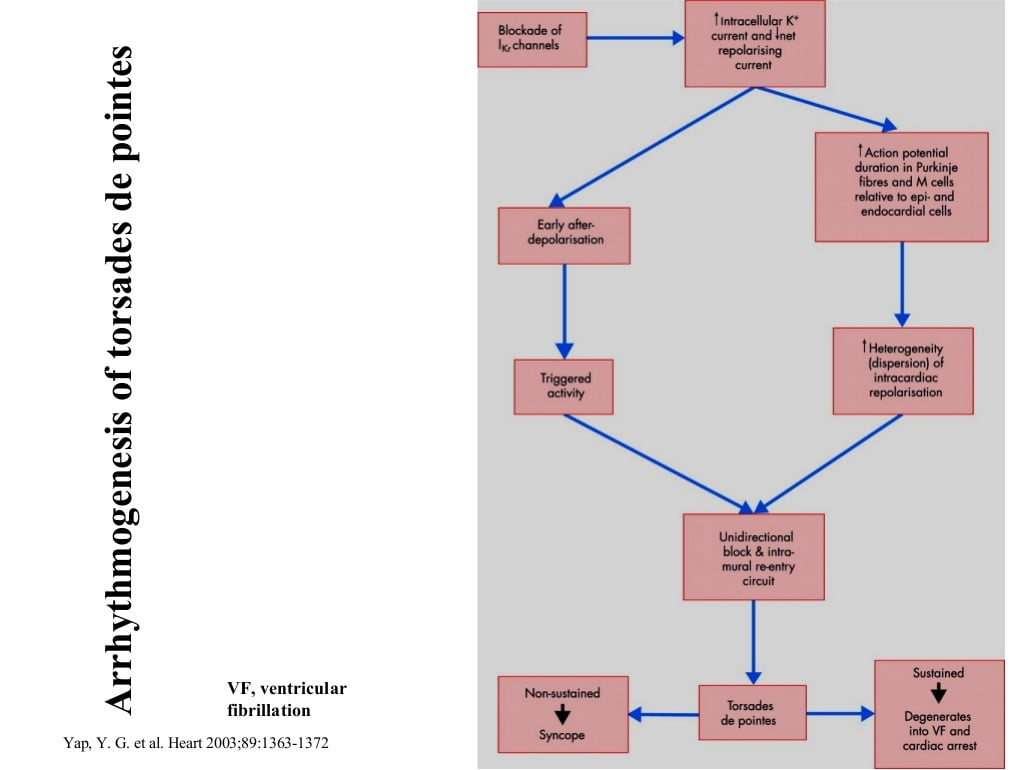 Arrhythmogenesis of torsades de pointes
Blockade of
I_Kr channels
↑Intracellular K⁺
current and ↓net
repolarising
current
↑Action potential
duration in Purkinje
fibres and M cells
relative to epi- and
endocardial cells
Early after-
depolarisation
↑Heterogeneity
(dispersion) of
intracardiac
repolarisation
Triggered
activity
Unidirectional
block & intra-
mural re-entry
circuit
Non-sustained
Syncope
Torsades
de pointes
Sustained
Degenerates
into VF and
cardiac arrest
VF, ventricular
fibrillation
Yap, Y. G. et al. Heart 2003;89:1363-1372